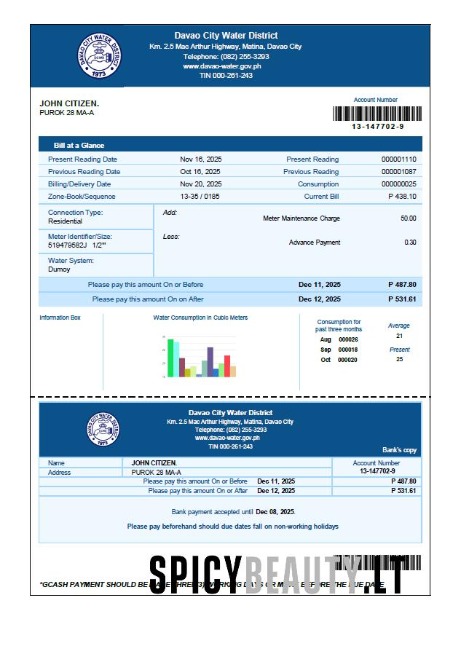 Davao City Water District
Km. 2.5 Mac Arthur Highway, Matina, Davao City
Telephone: (082) 255-3293
www.davao-water.gov.ph
TIN 000-261-243
DAVAO CITY WATER DISTRICT
1973
JOHN CITIZEN.
PUROK 28 MA-A
Account Number
13-147702-9
Bill at a Glance
Present Reading Date Nov 16, 2025 Present Reading 000001110
Previous Reading Date Oct 16, 2025 Previous Reading 000001087
Billing/Delivery Date Nov 20, 2025 Consumption 000000025
Zone-Book/Sequence 13-35 / 0185 Current Bill P 438.10
Connection Type:
Residential
Add:
Meter Maintenance Charge 50.00
Meter Identifier/Size:
519479582J 1/2"
Less:
Advance Payment 0.30
Water System:
Dumoy
Please pay this amount On or Before Dec 11, 2025 P 487.80
Please pay this amount On on After Dec 12, 2025 P 531.61
Information Box
Water Consumption in Cubic Meters
Consumption for
past three months
Aug 000026
Sep 000018
Oct 000020
Average
21
Present
25
Davao City Water District
Km. 2.5 Mac Arthur Highway, Matina, Davao City
Telephone: (082) 255-3293
www.davao-water.gov.ph
TIN 000-261-243
Bank's copy
Name JOHN CITIZEN.
Address PUROK 28 MA-A
Account Number
13-147702-9
Please pay this amount On or Before Dec 11, 2025 P 487.80
Please pay this amount On or After Dec 12, 2025 P 531.61
Bank payment accepted until Dec 08, 2025.
Please pay beforehand should due dates fall on non-working holidays
SPICYBEAUTY.LT
*GCASH PAYMENT SHOULD BE THREE WORKING DAYS OR BEFORE THE DUE DATE